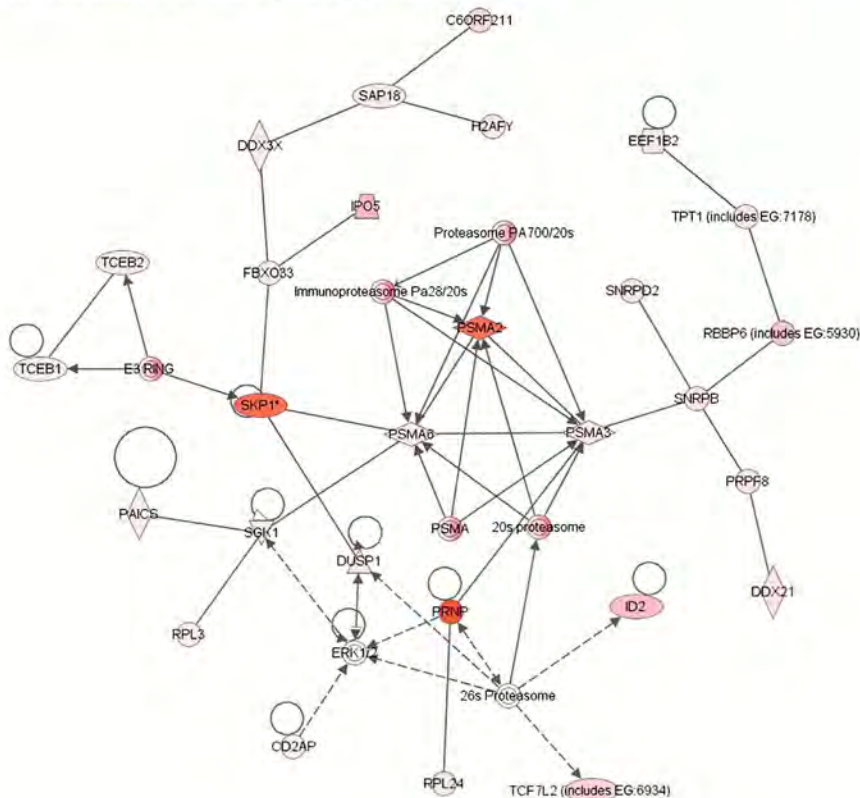 C6ORF211
SAP18
H2AFY
DDX3X
EEF1B2
IPO5
TPT1 (includes EG:7178)
Proteasome PA700/20s
TCEB2
FBXO33
Immunoproteasome Pa28/20s
SNRPD2
PSMA2
RBBP6 (includes EG:5930)
TCEB1
E3 RING
SKP1*
SNRPB
PSMA6
PSMA3
PRPF8
PAICS
SGK1
PSMA
20s proteasome
DUSP1
DDX21
PRNP
ID2
RPL3
ERK1/2
26s Proteasome
CD2AP
RPL24
TCF7L2 (includes EG:6934)